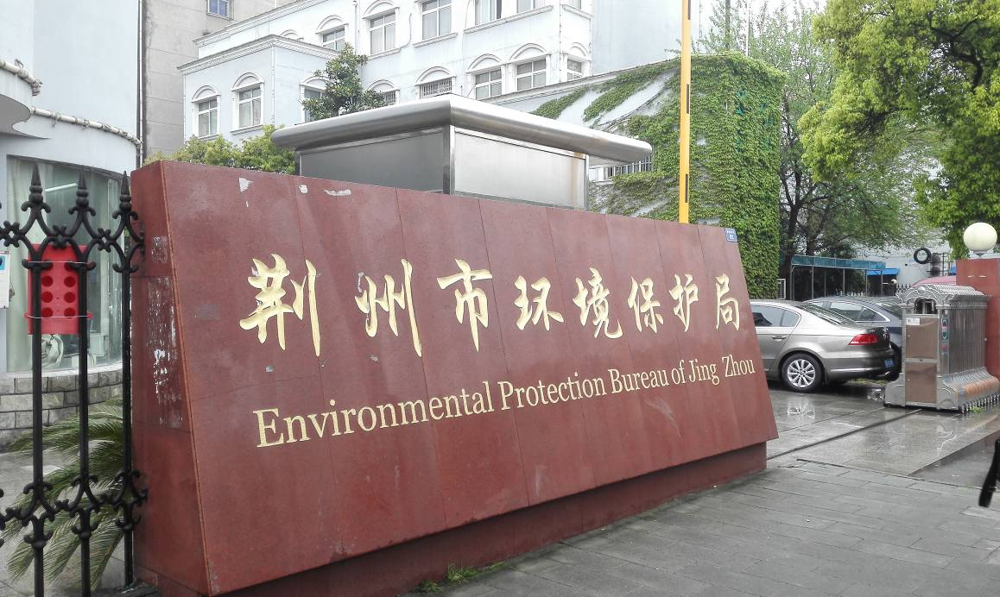 荆州市环境保护局
Environmental Protection Bureau of Jing Zhou